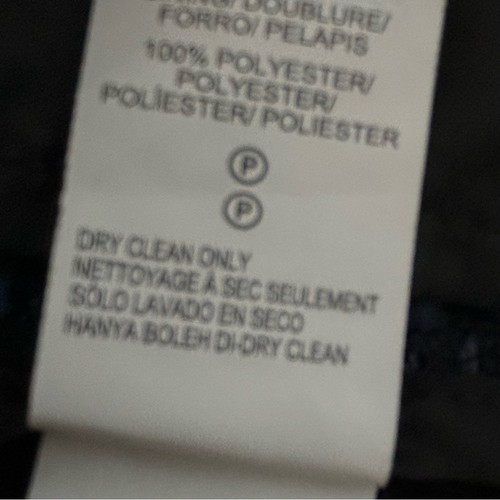 DOUBLURE/
FORRO/ PELAPIS
100% POLYESTER/
POLYESTER/
POLIESTER/ POLIESTER
P
P
DRY CLEAN ONLY
NETTOYAGE À SEC SEULEMENT
SÓLO LAVADO EN SECO
HANYA BOLEH DI-DRY CLEAN